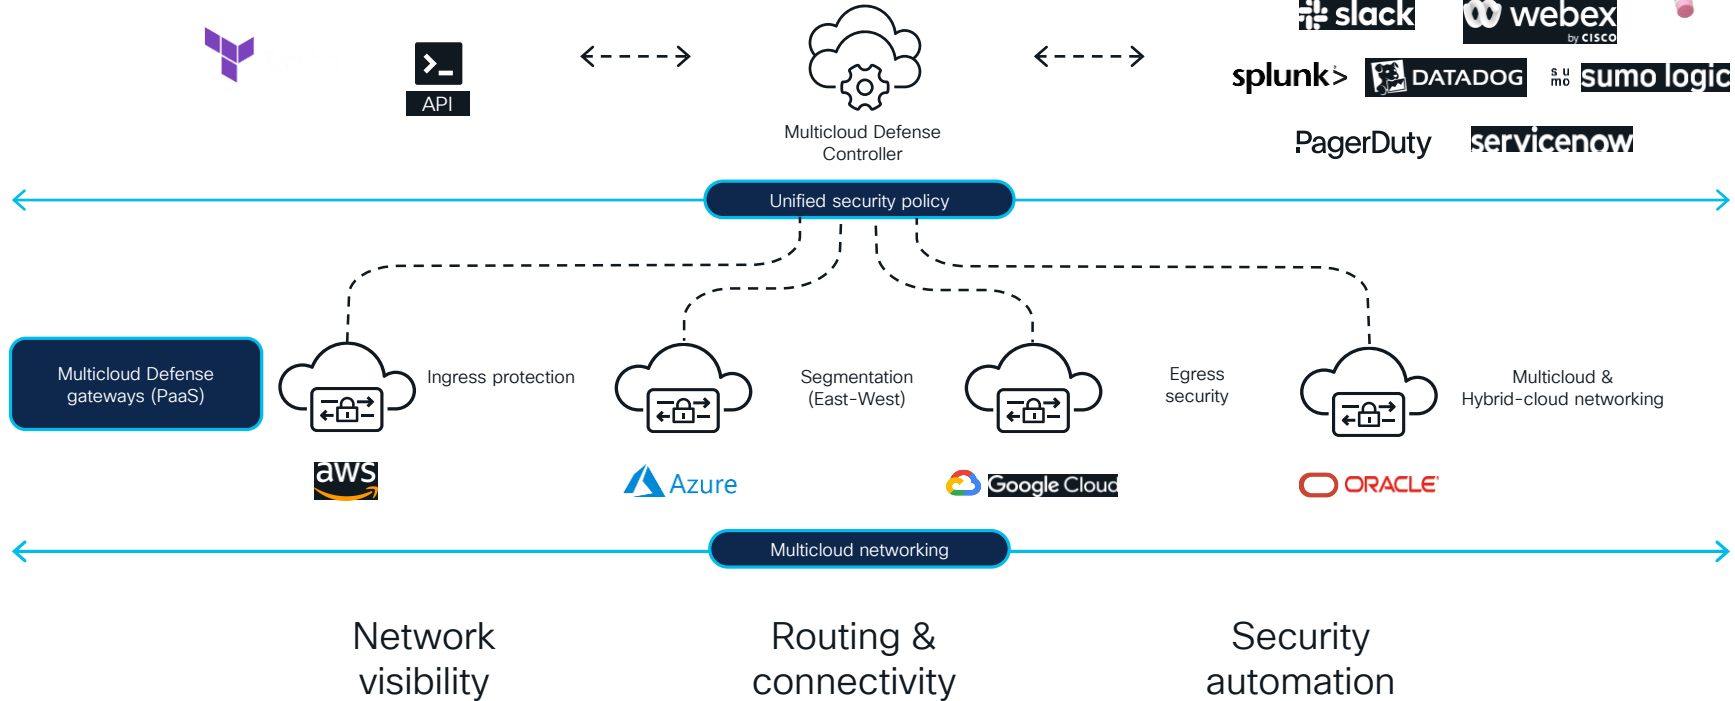 slack
webex
by CISCO
splunk>
DATADOG
su
mo
sumo logic
>_
API
Multicloud Defense
Controller
PagerDuty
servicenow
Unified security policy
Multicloud Defense
gateways (PaaS)
Ingress protection
Segmentation
(East-West)
Egress
security
Multicloud &
Hybrid-cloud networking
aws
Azure
Google Cloud
ORACLE
Multicloud networking
Network
visibility
Routing &
connectivity
Security
automation